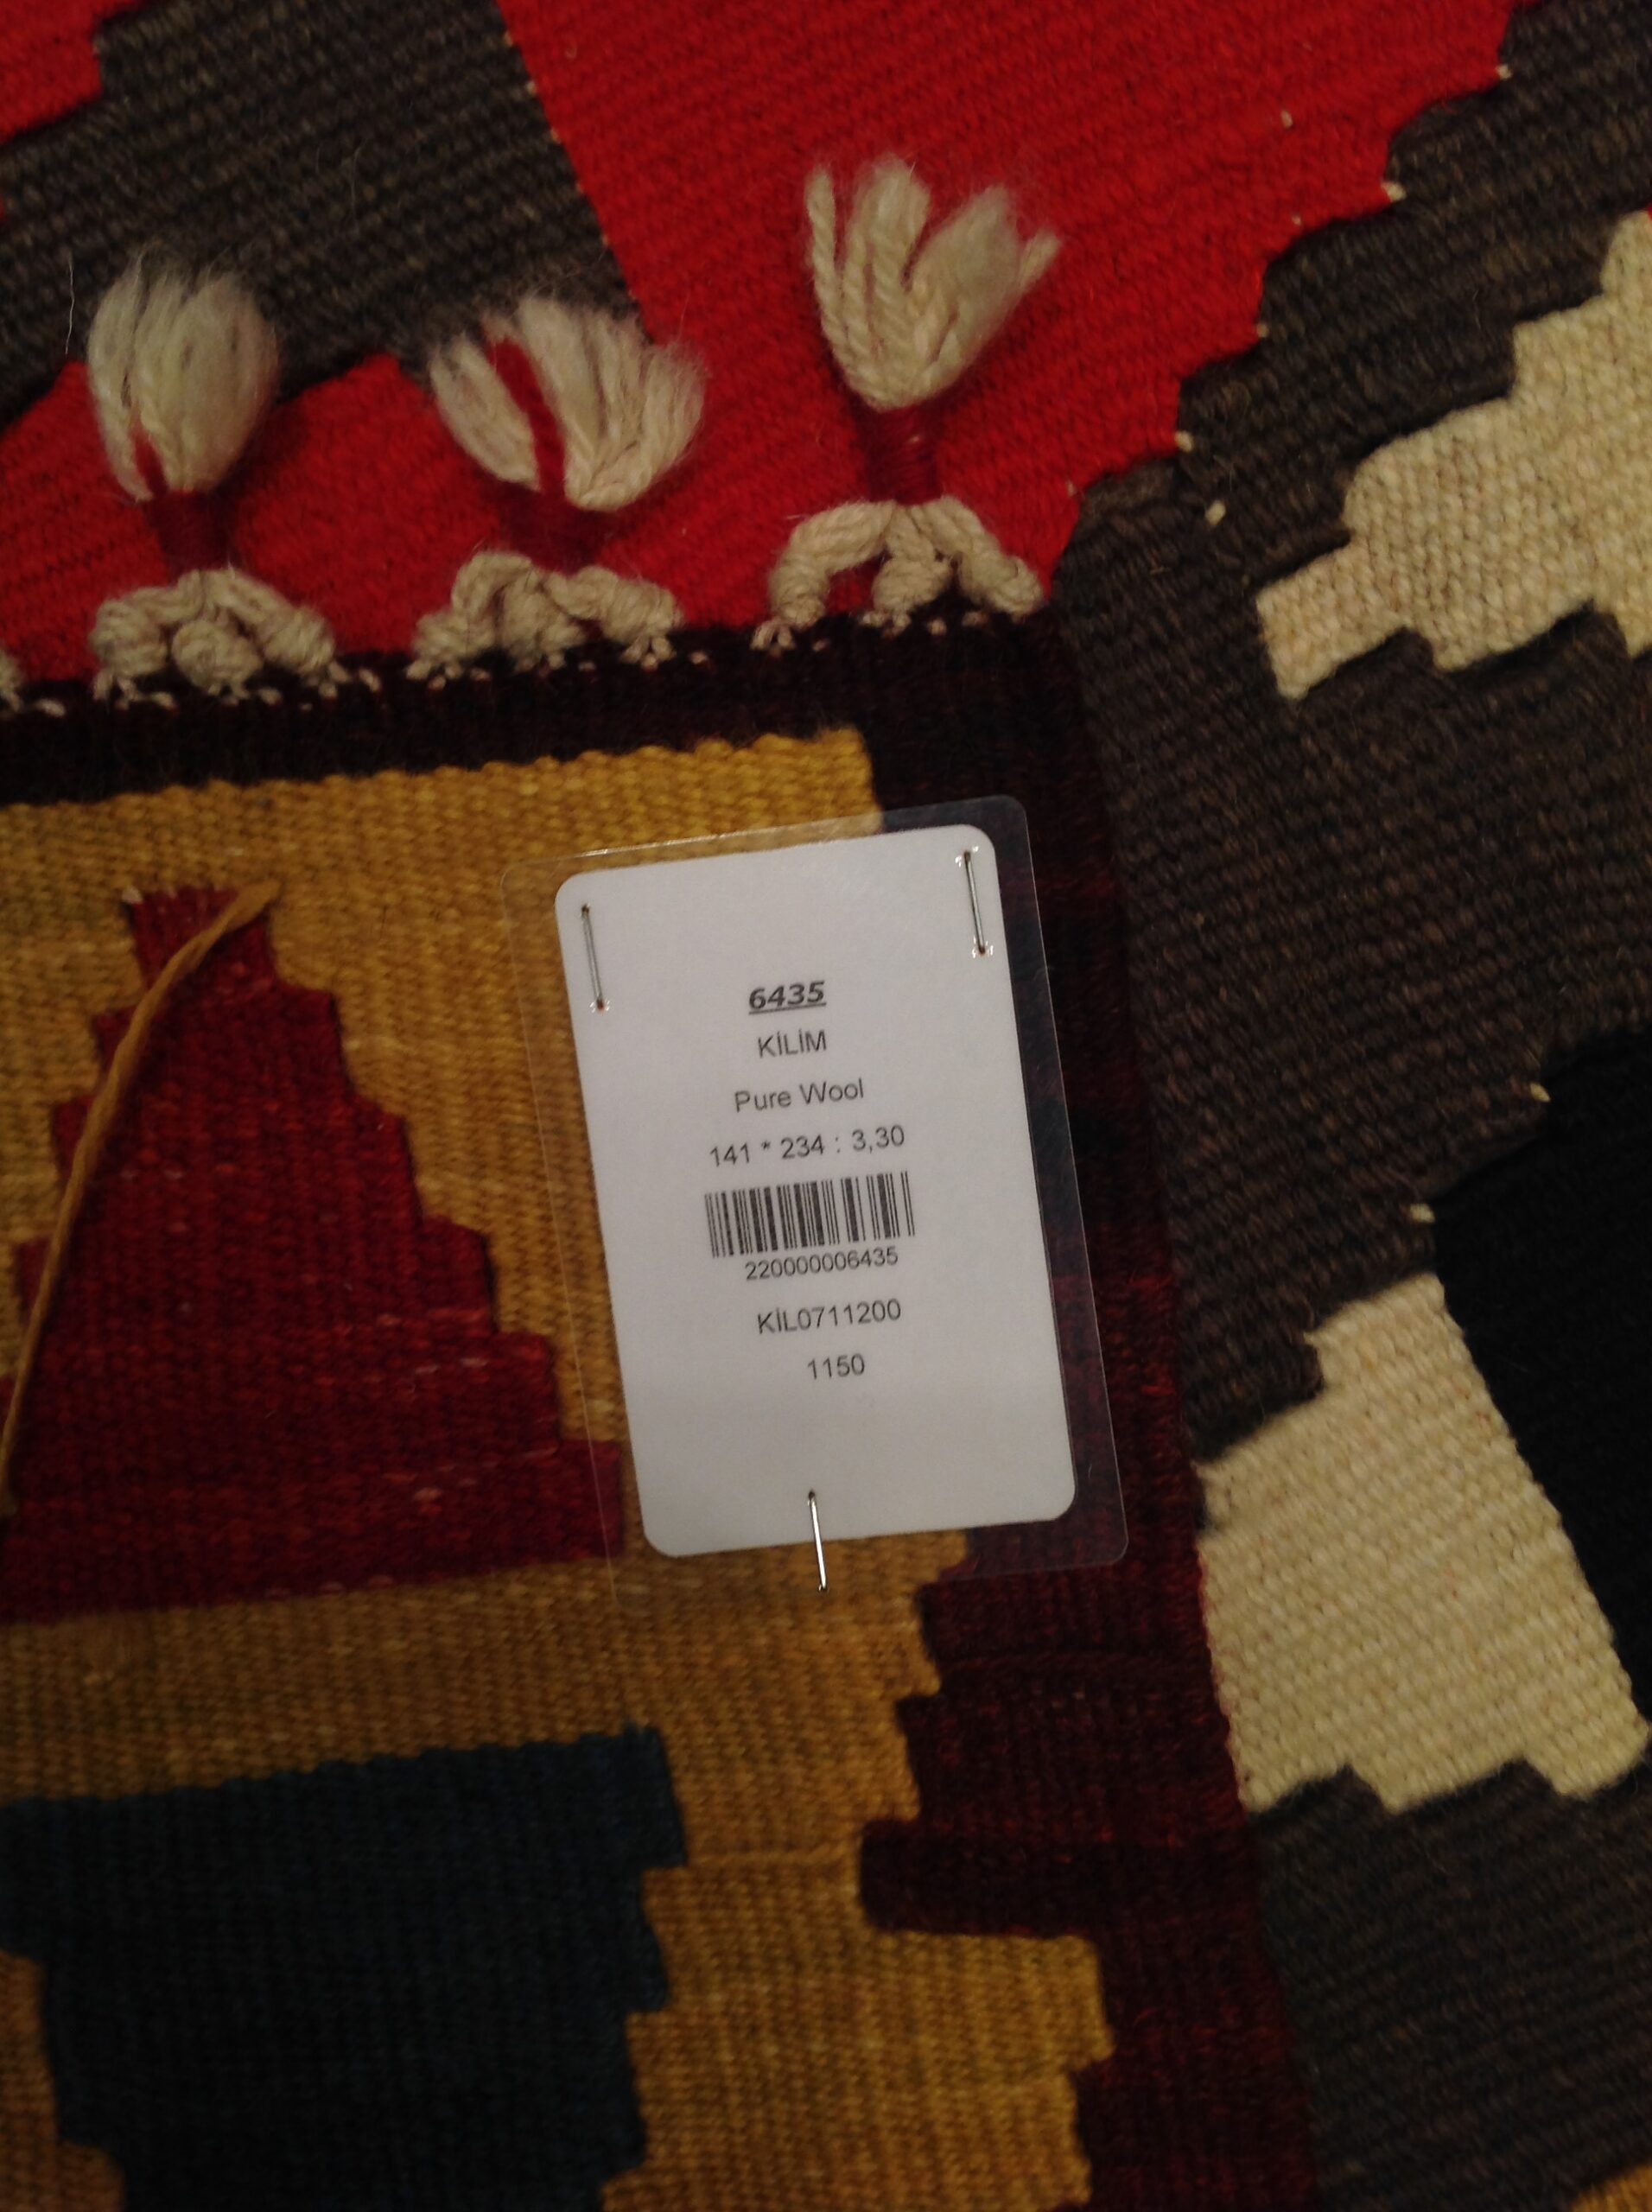 6435
KİLİM
Pure Wool
141 * 234 : 3,30
220000006435
KİL0711200
1150